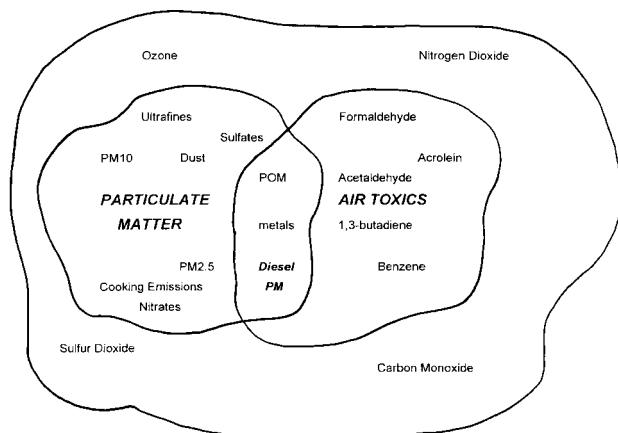 Ozone
Nitrogen Dioxide
Ultrafines
Formaldehyde
Sulfates
PM10
Dust
Acrolein
POM
Acetaldehyde
PARTICULATE
MATTER
AIR TOXICS
metals
1,3-butadiene
PM2.5
Diesel
PM
Benzene
Cooking Emissions
Nitrates
Sulfur Dioxide
Carbon Monoxide